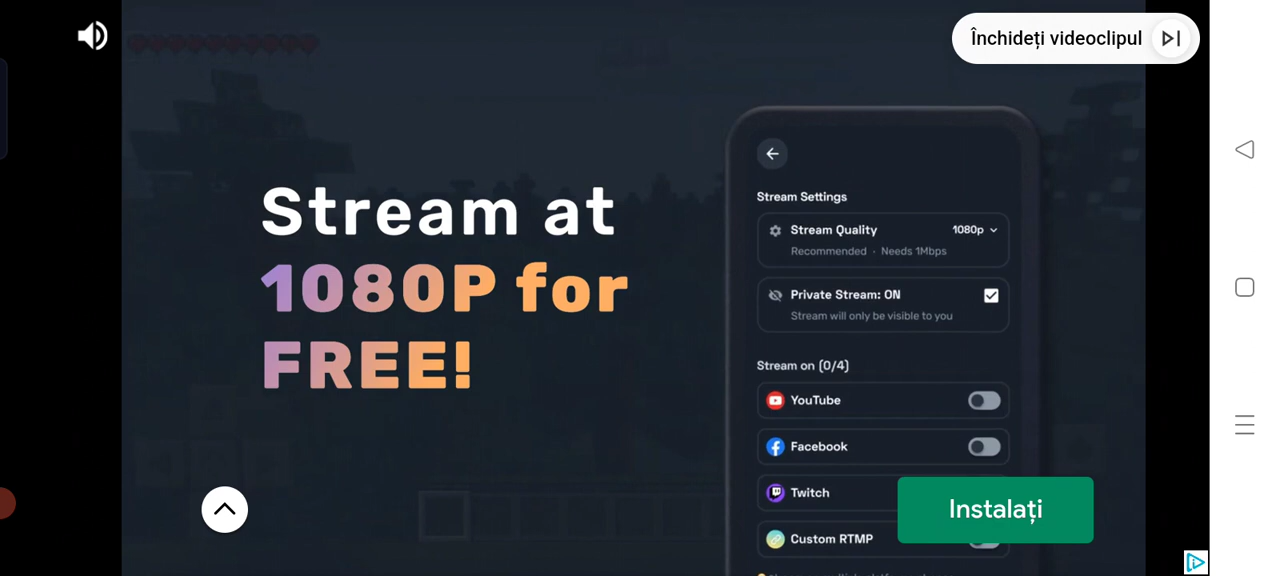 Închideți videoclipul
Stream at
1080P for
FREE!
Stream Settings
Stream Quality 1080p
Recommended · Needs 1Mbps
Private Stream: ON
Stream will only be visible to you
Stream on (0/4)
YouTube
Facebook
Twitch
Custom RTMP
Instalați